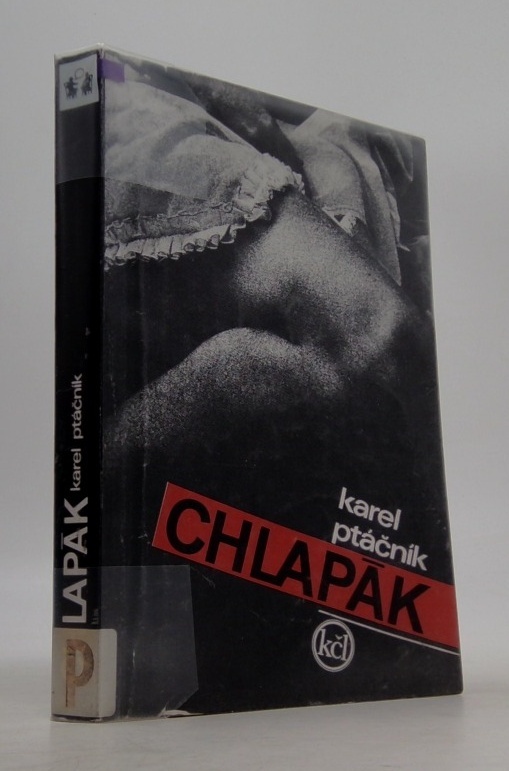 karel
ptáčník
CHLAPÁK
kčl
LAPÁK karel ptáčník
P